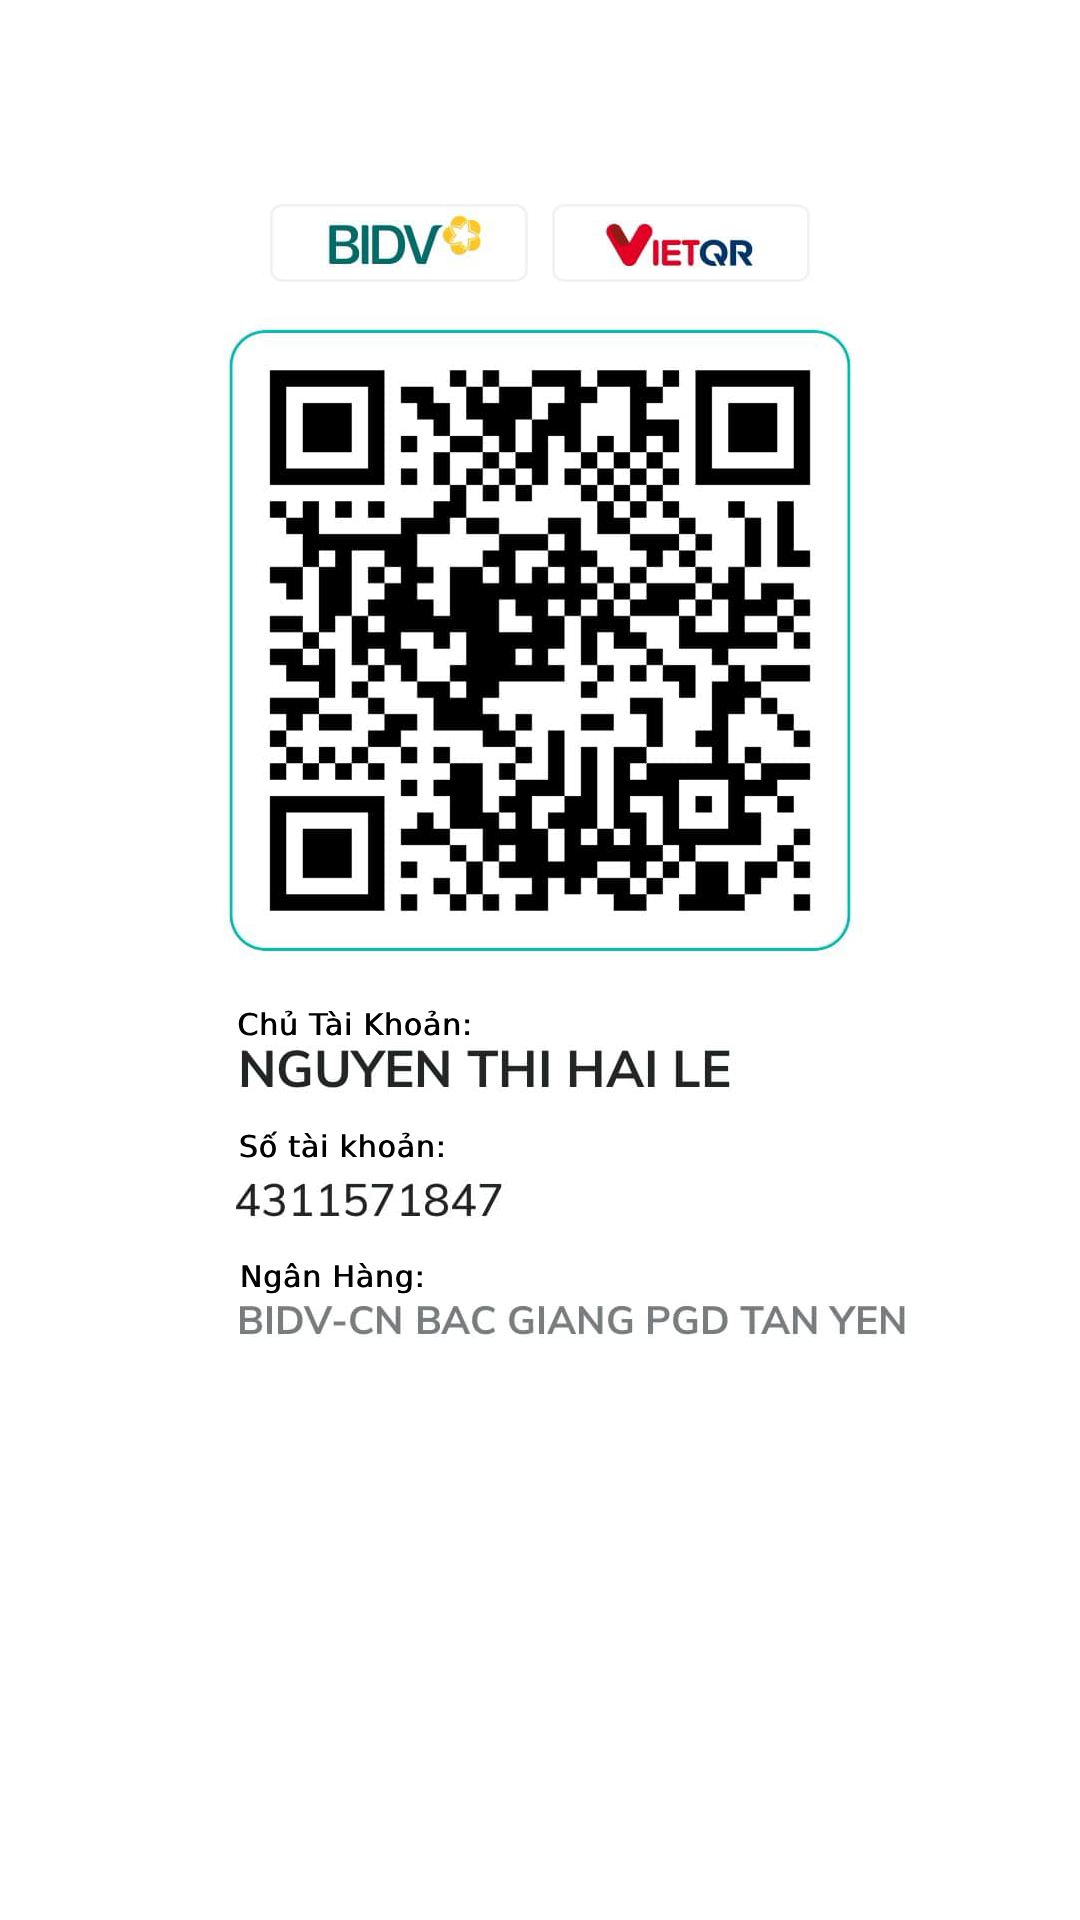 BIDV
VIETQR
Chủ Tài Khoản:
NGUYEN THI HAI LE
Số tài khoản:
4311571847
Ngân Hàng:
BIDV-CN BAC GIANG PGD TAN YEN